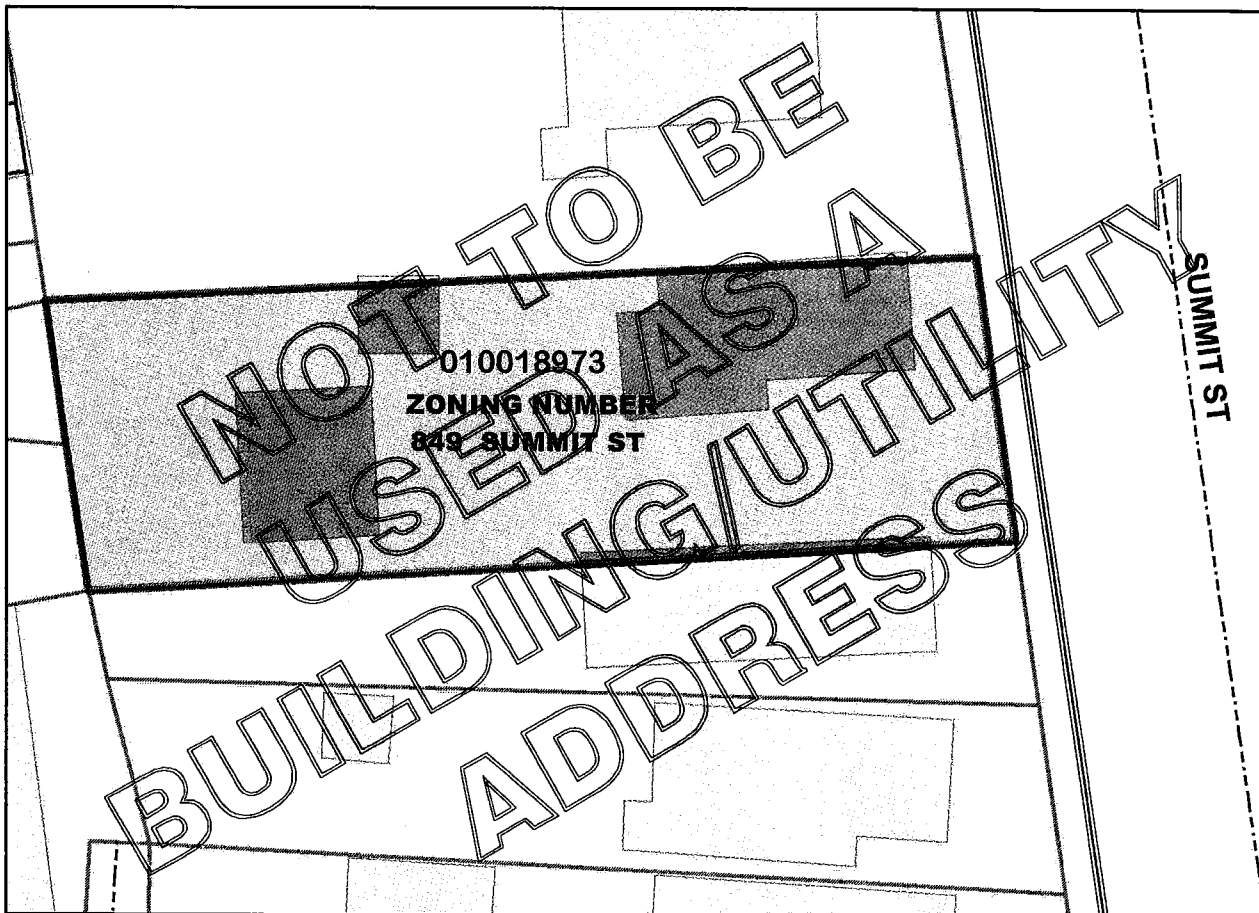 NOT TO BE
USED AS A
BUILDING/UTILITY
ADDRESS
010018973
ZONING NUMBER
849 SUMMIT ST
SUMMIT ST